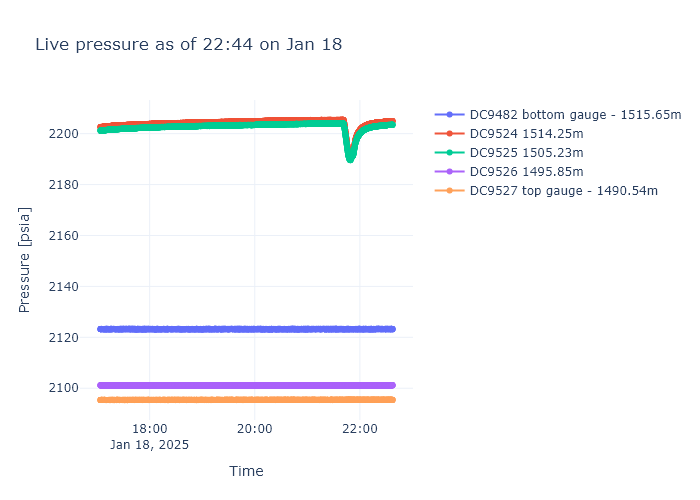 Live pressure as of 22:44 on Jan 18
DC9482 bottom gauge - 1515.65m
DC9524 1514.25m
DC9525 1505.23m
DC9526 1495.85m
DC9527 top gauge - 1490.54m
Pressure [psia]
2200
2180
2160
2140
2120
2100
18:00
20:00
22:00
Jan 18, 2025
Time